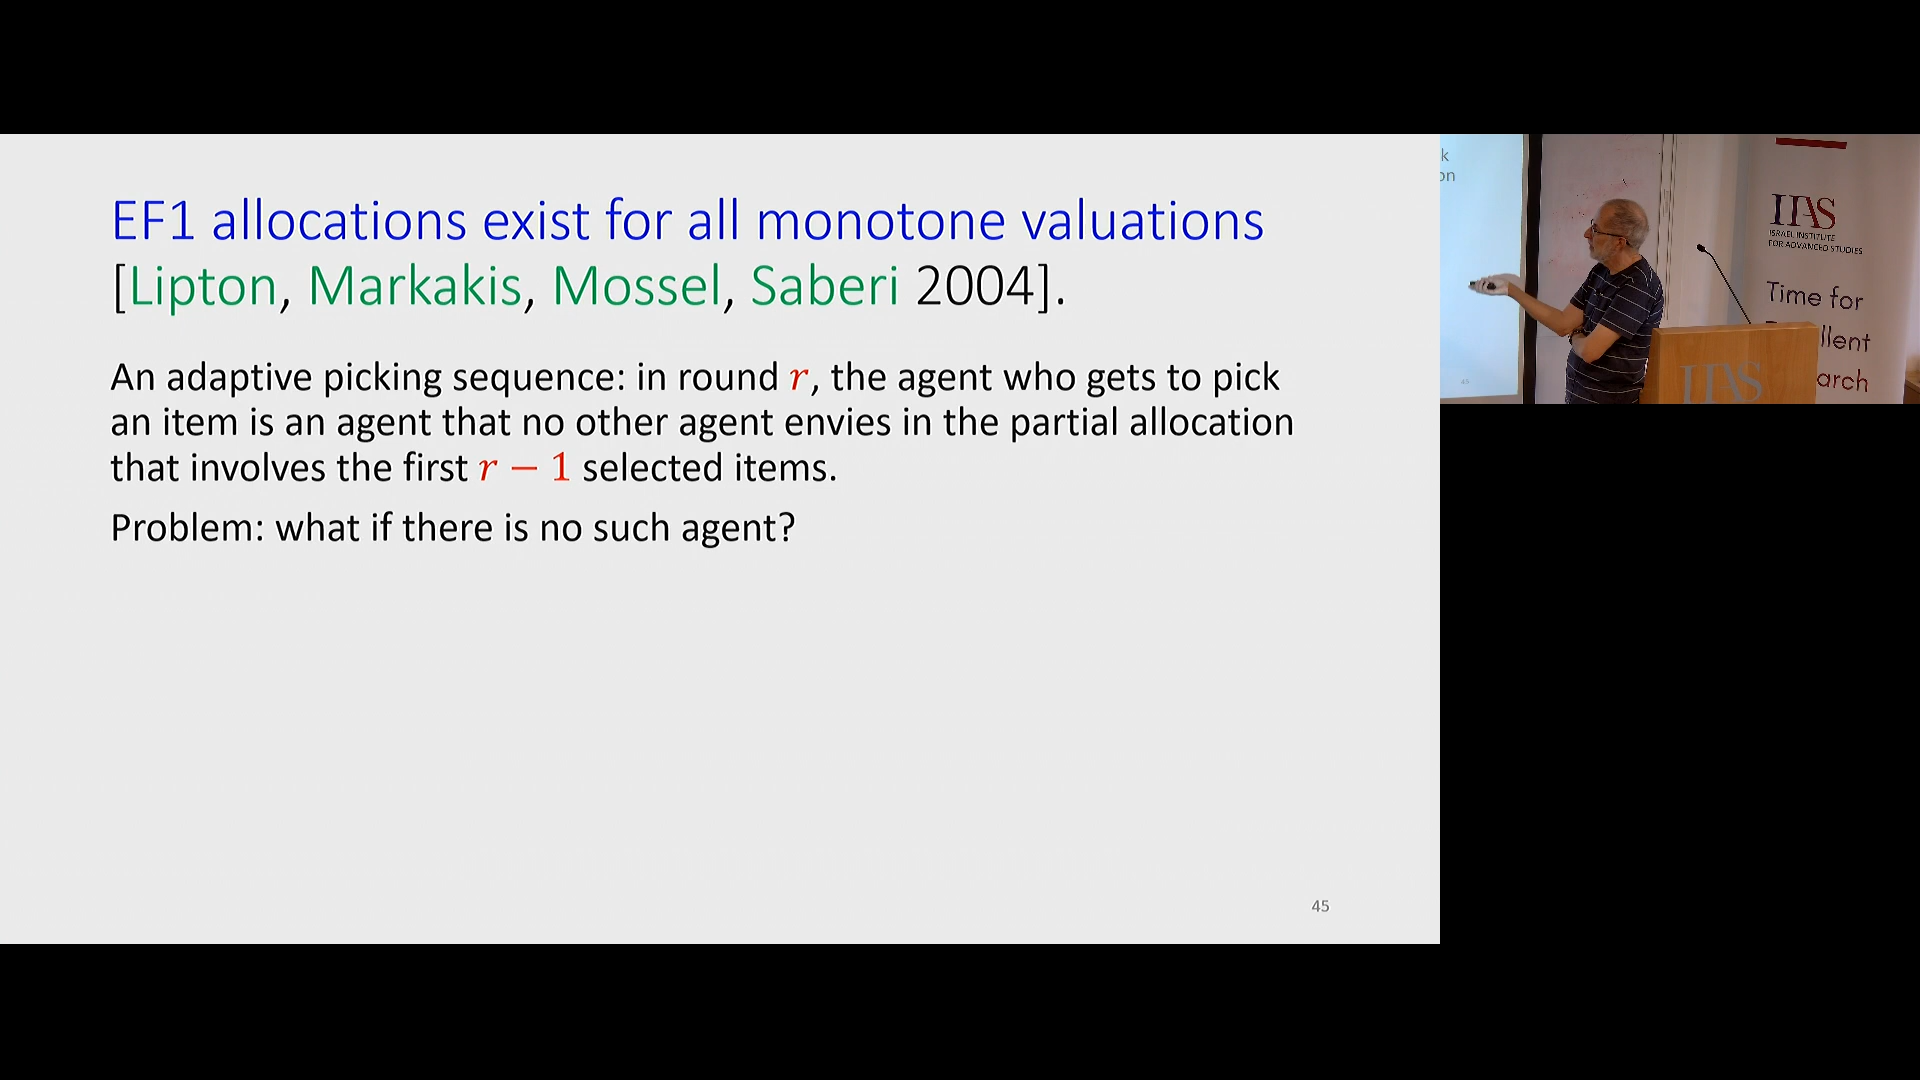 EF1 allocations exist for all monotone valuations
[Lipton, Markakis, Mossel, Saberi 2004].
An adaptive picking sequence: in round r, the agent who gets to pick
an item is an agent that no other agent envies in the partial allocation
that involves the first r − 1 selected items.
Problem: what if there is no such agent?
45
k
on
45
IIAS
ISRAEL INSTITUTE
FOR ADVANCED STUDIES
Time for
llent
arch
IIAS